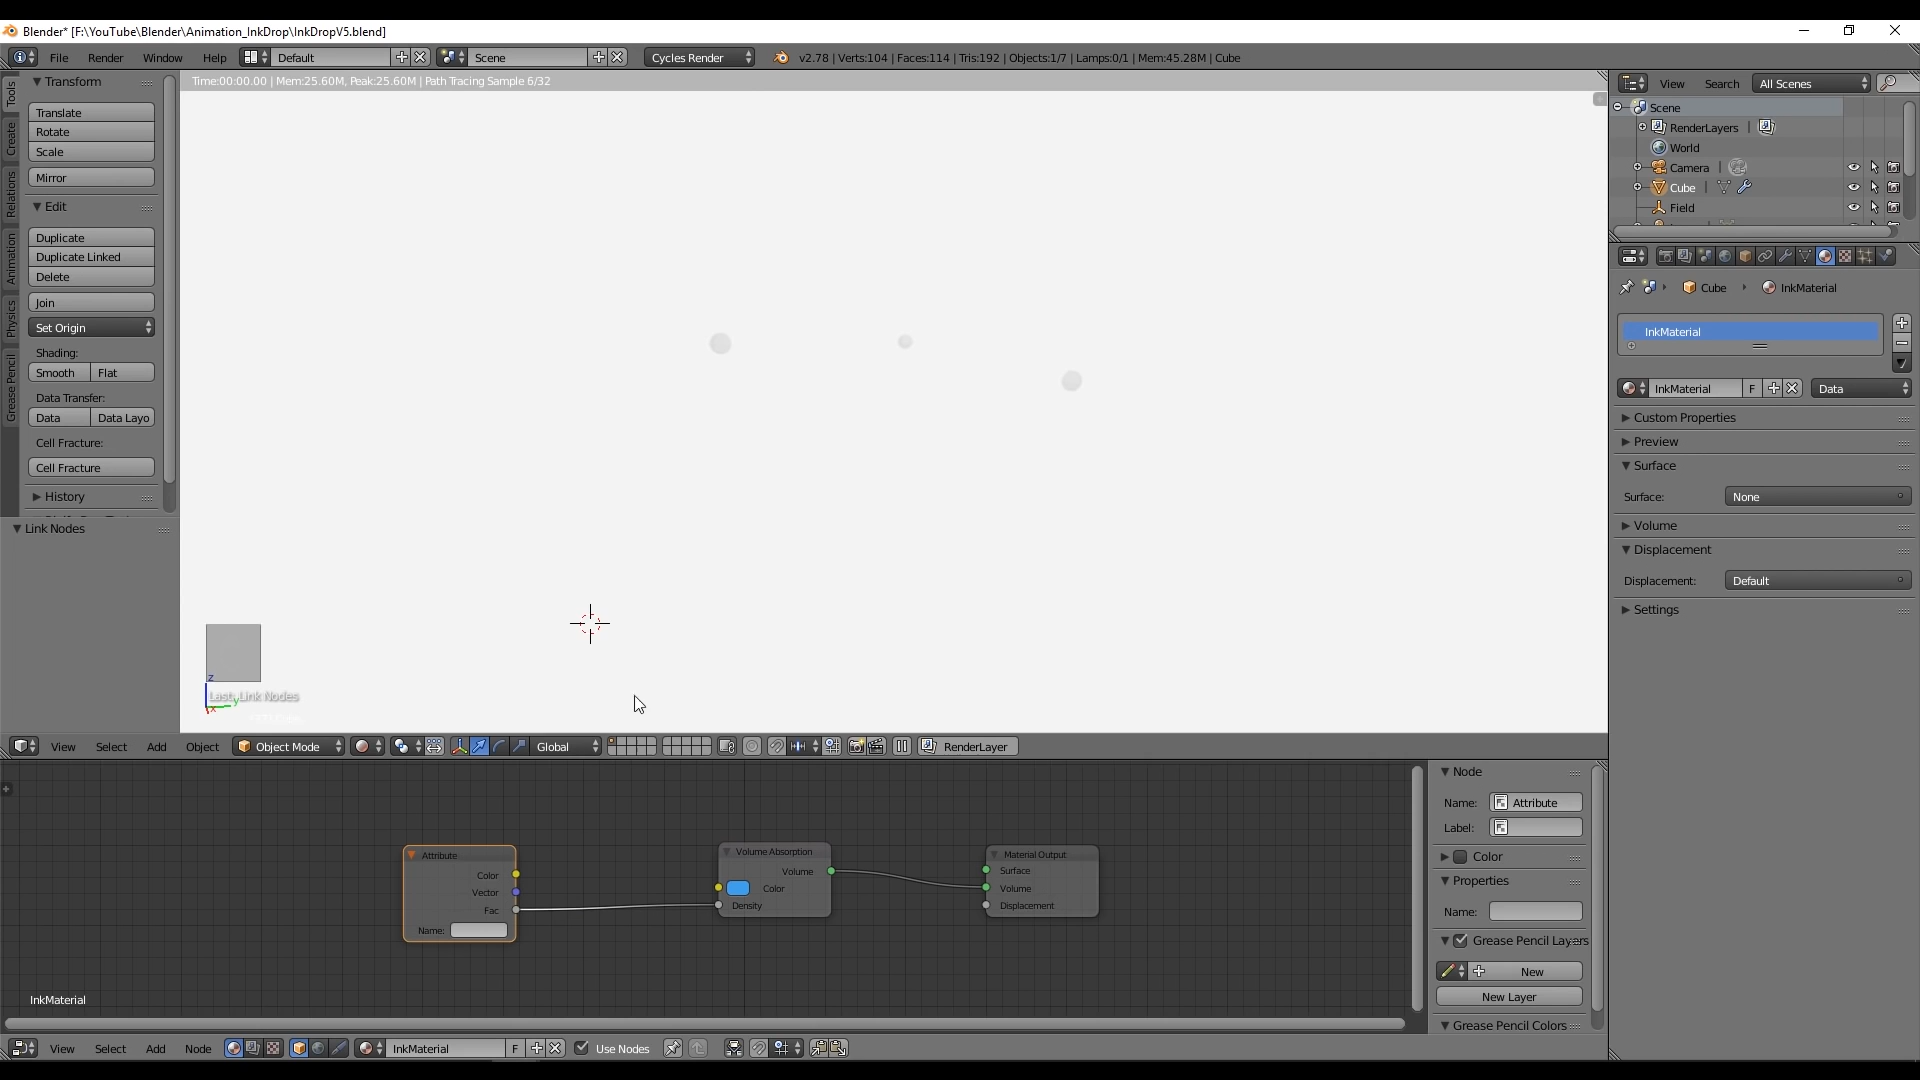 Blender* [F:\YouTube\Blender\Animation_InkDrop\InkDropV5.blend]
File Render Window Help Default Scene Cycles Render v2.78 | Verts:104 | Faces:114 | Tris:192 | Objects:1/7 | Lamps:0/1 | Mem:45.28M | Cube
Time:00:00.00 | Mem:25.60M, Peak:25.60M | Path Tracing Sample 6/32
Tools
Create
Relations
Animation
Physics
Grease Pencil
Transform
Translate
Rotate
Scale
Mirror
Edit
Duplicate
Duplicate Linked
Delete
Join
Set Origin
Shading:
Smooth Flat
Data Transfer:
Data Data Layo
Cell Fracture:
Cell Fracture
History
Link Nodes
z
Last: Link Nodes
y
x
View Select Add Object Object Mode Global RenderLayer
View Search All Scenes
Scene
RenderLayers |
World
Camera |
Cube |
Field
Cube InkMaterial
InkMaterial
InkMaterial F Data
Custom Properties
Preview
Surface
Surface: None
Volume
Displacement
Displacement: Default
Settings
Attribute
Color
Vector
Fac
Name:
Volume Absorption
Volume
Color
Density
Material Output
Surface
Volume
Displacement
InkMaterial
Node
Name: Attribute
Label:
Color
Properties
Name:
Grease Pencil Layers
New
New Layer
Grease Pencil Colors
View Select Add Node InkMaterial F Use Nodes